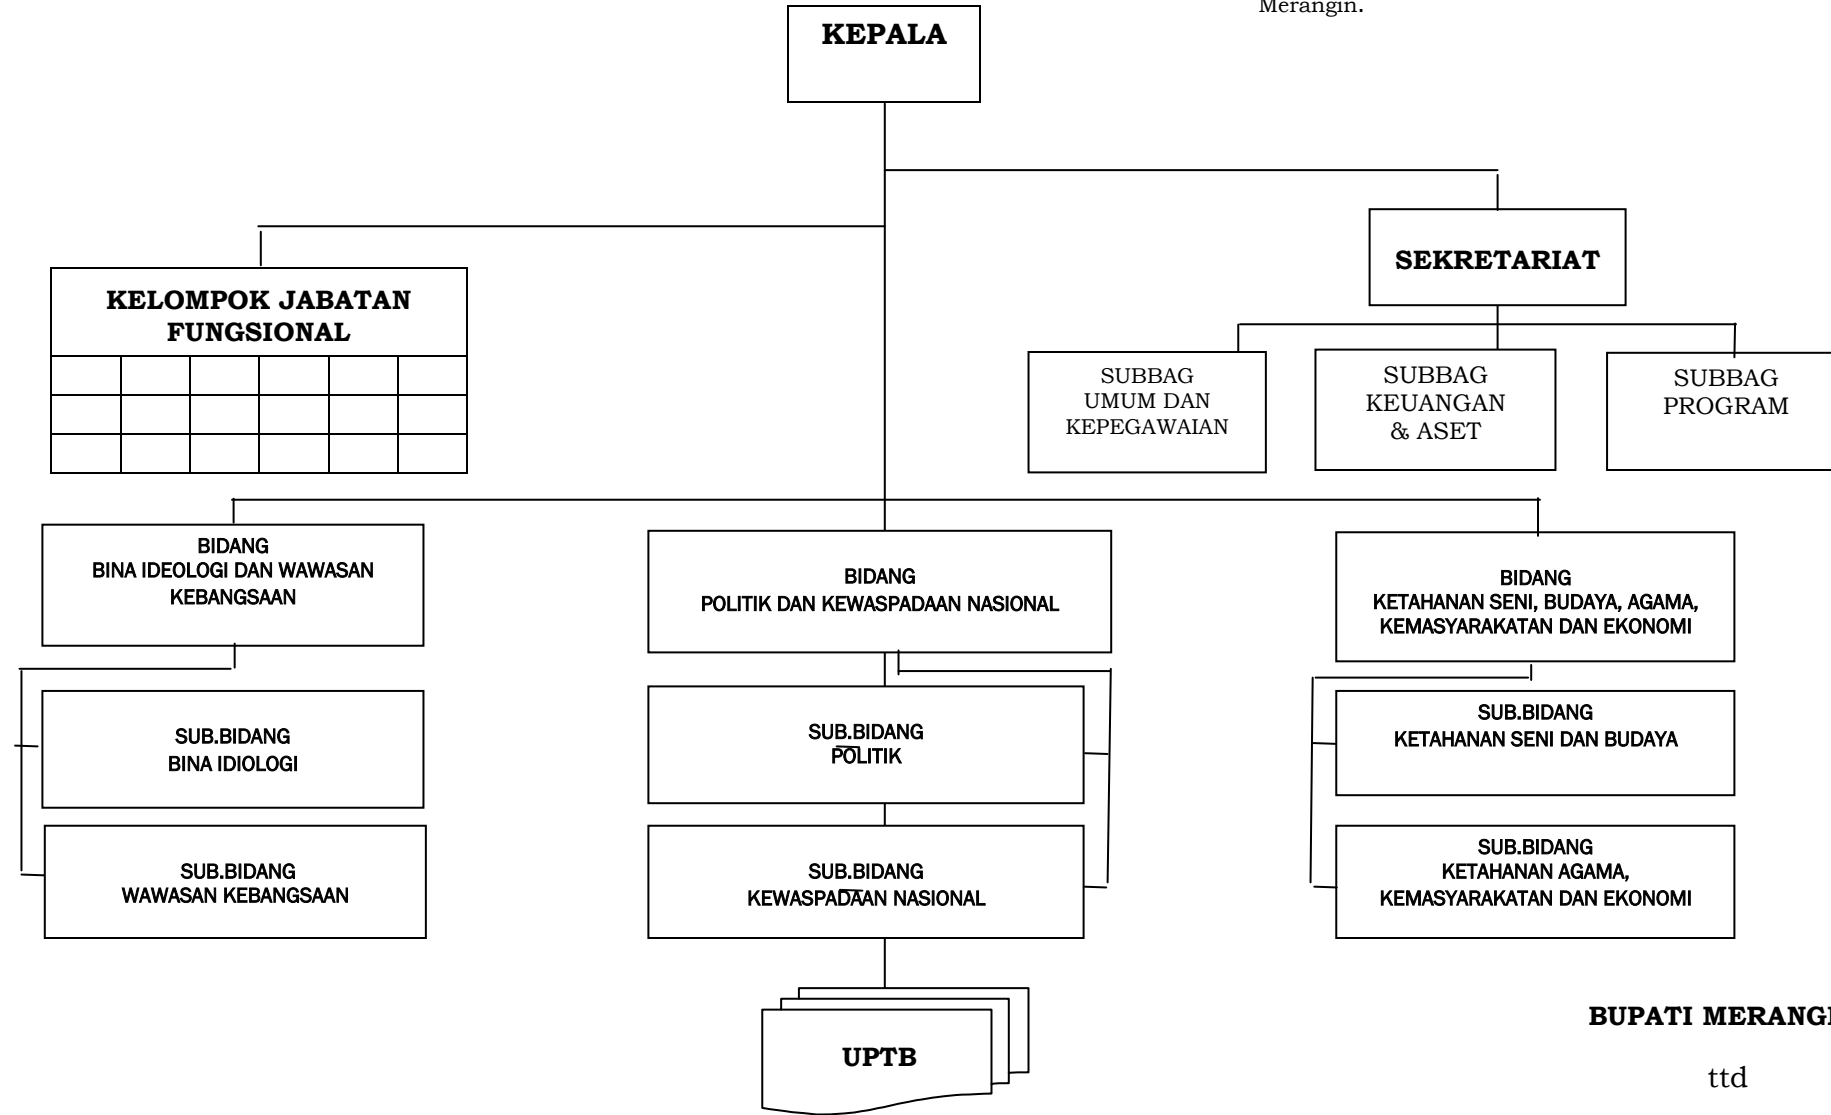 Merangin.
KEPALA
SEKRETARIAT
KELOMPOK JABATAN
FUNGSIONAL
SUBBAG
UMUM DAN
KEPEGAWAIAN
SUBBAG
KEUANGAN
& ASET
SUBBAG
PROGRAM
BIDANG
BINA IDEOLOGI DAN WAWASAN
KEBANGSAAN
BIDANG
POLITIK DAN KEWASPADAAN NASIONAL
BIDANG
KETAHANAN SENI, BUDAYA, AGAMA,
KEMASYARAKATAN DAN EKONOMI
SUB.BIDANG
BINA IDIOLOGI
SUB.BIDANG
POLITIK
SUB.BIDANG
KETAHANAN SENI DAN BUDAYA
SUB.BIDANG
WAWASAN KEBANGSAAN
SUB.BIDANG
KEWASPADAAN NASIONAL
SUB.BIDANG
KETAHANAN AGAMA,
KEMASYARAKATAN DAN EKONOMI
UPTB
BUPATI MERANGI
ttd